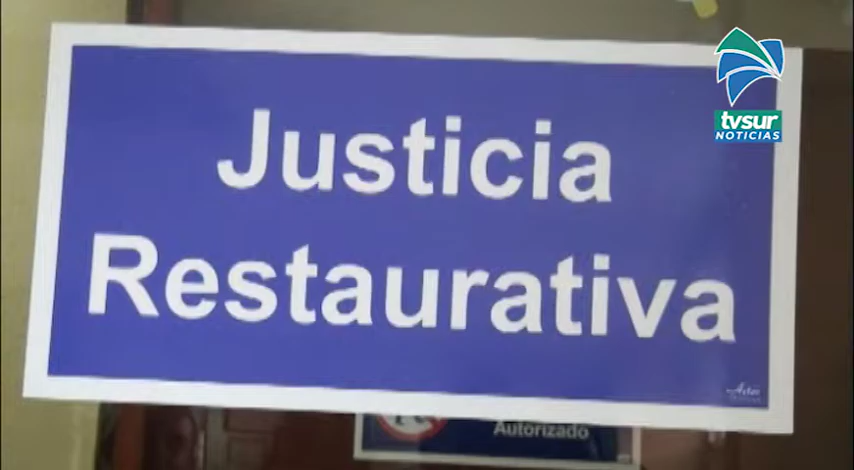 tvsur
NOTICIAS
Justicia
Restaurativa
Autorizado